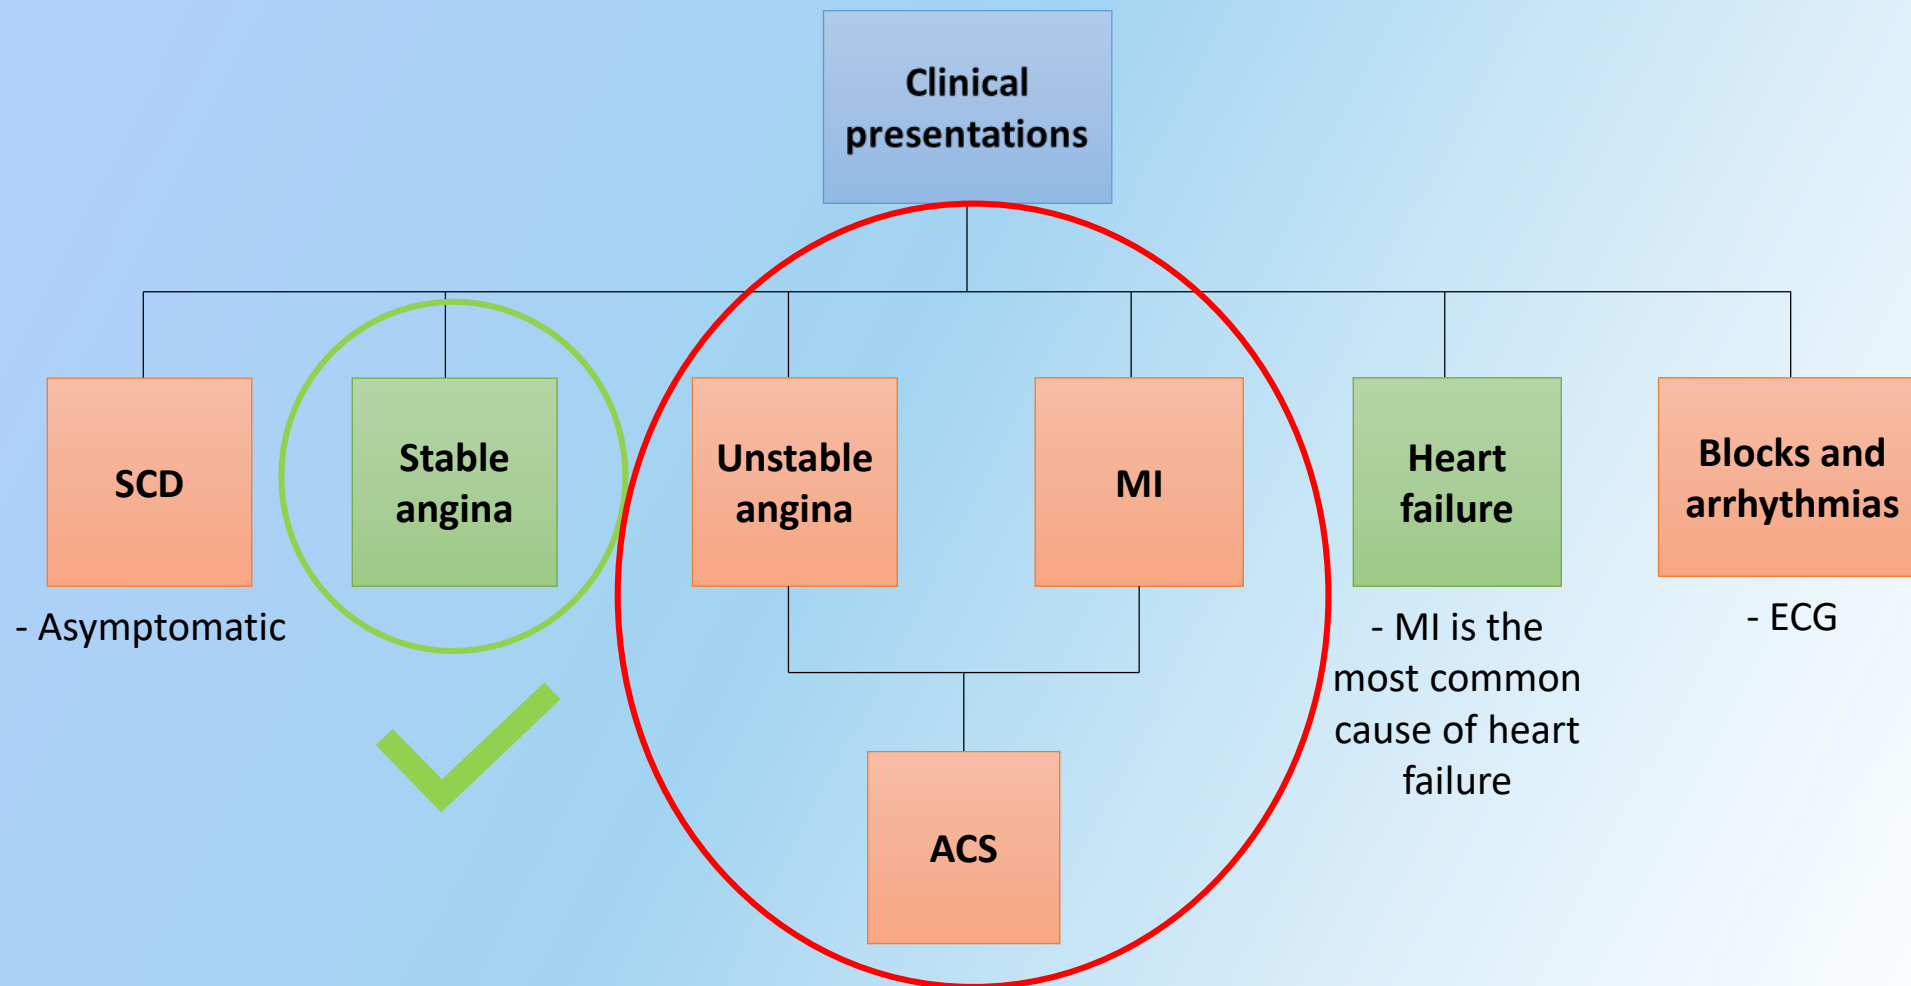 Clinical
presentations
SCD
- Asymptomatic
Stable
angina
Unstable
angina
MI
ACS
Heart
failure
- MI is the
most common
cause of heart
failure
Blocks and
arrhythmias
- ECG